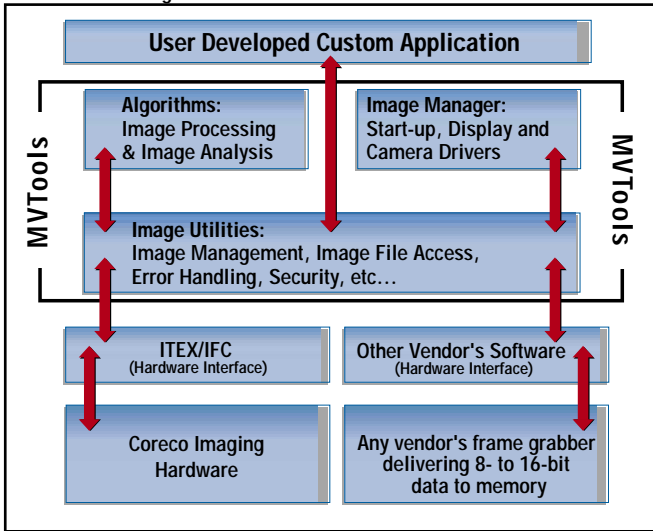 User Developed Custom Application
MVTools
Algorithms:
Image Processing
& Image Analysis
Image Manager:
Start-up, Display and
Camera Drivers
MVTools
Image Utilities:
Image Management, Image File Access,
Error Handling, Security, etc...
ITEX/IFC
(Hardware Interface)
Other Vendor's Software
(Hardware Interface)
Coreco Imaging
Hardware
Any vendor's frame grabber
delivering 8- to 16-bit
data to memory